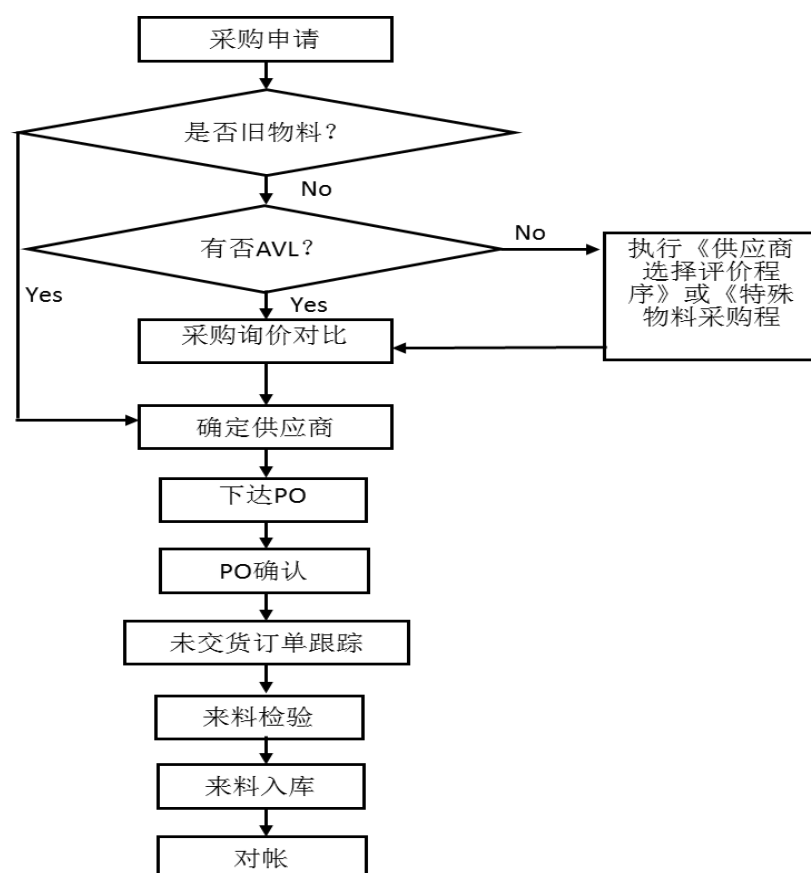 采购申请
是否旧物料？
No
有否AVL？
No
执行《供应商
选择评价程
序》或《特殊
物料采购程
Yes
Yes
采购询价对比
确定供应商
下达PO
PO确认
未交货订单跟踪
来料检验
来料入库
对帐